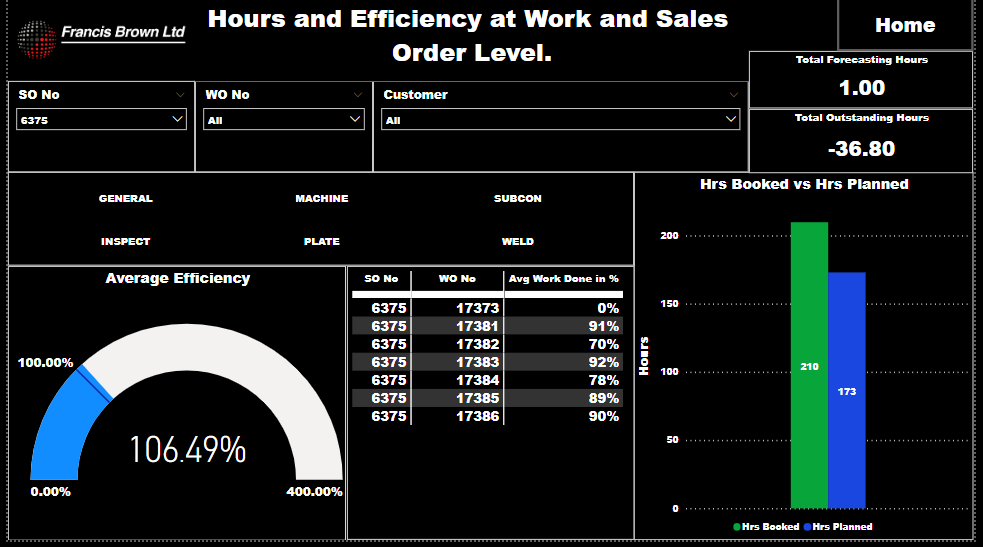 Francis Brown Ltd
Hours and Efficiency at Work and Sales
Order Level.
Home
Total Forecasting Hours
1.00
Total Outstanding Hours
-36.80
SO No
6375
WO No
All
Customer
All
GENERAL MACHINE SUBCON
INSPECT PLATE WELD
Average Efficiency
100.00%
106.49%
0.00% 400.00%
SO No WO No Avg Work Done in %
6375 17373 0%
6375 17381 91%
6375 17382 70%
6375 17383 92%
6375 17384 78%
6375 17385 89%
6375 17386 90%
Hrs Booked vs Hrs Planned
Hours
200
150
100
50
0
210
173
Hrs Booked Hrs Planned